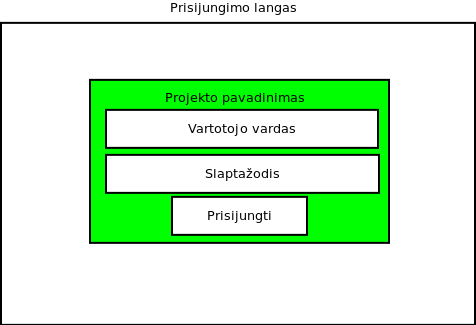 Prisijungimo langas
Projekto pavadinimas
Vartotojo vardas
Slaptažodis
Prisijungti